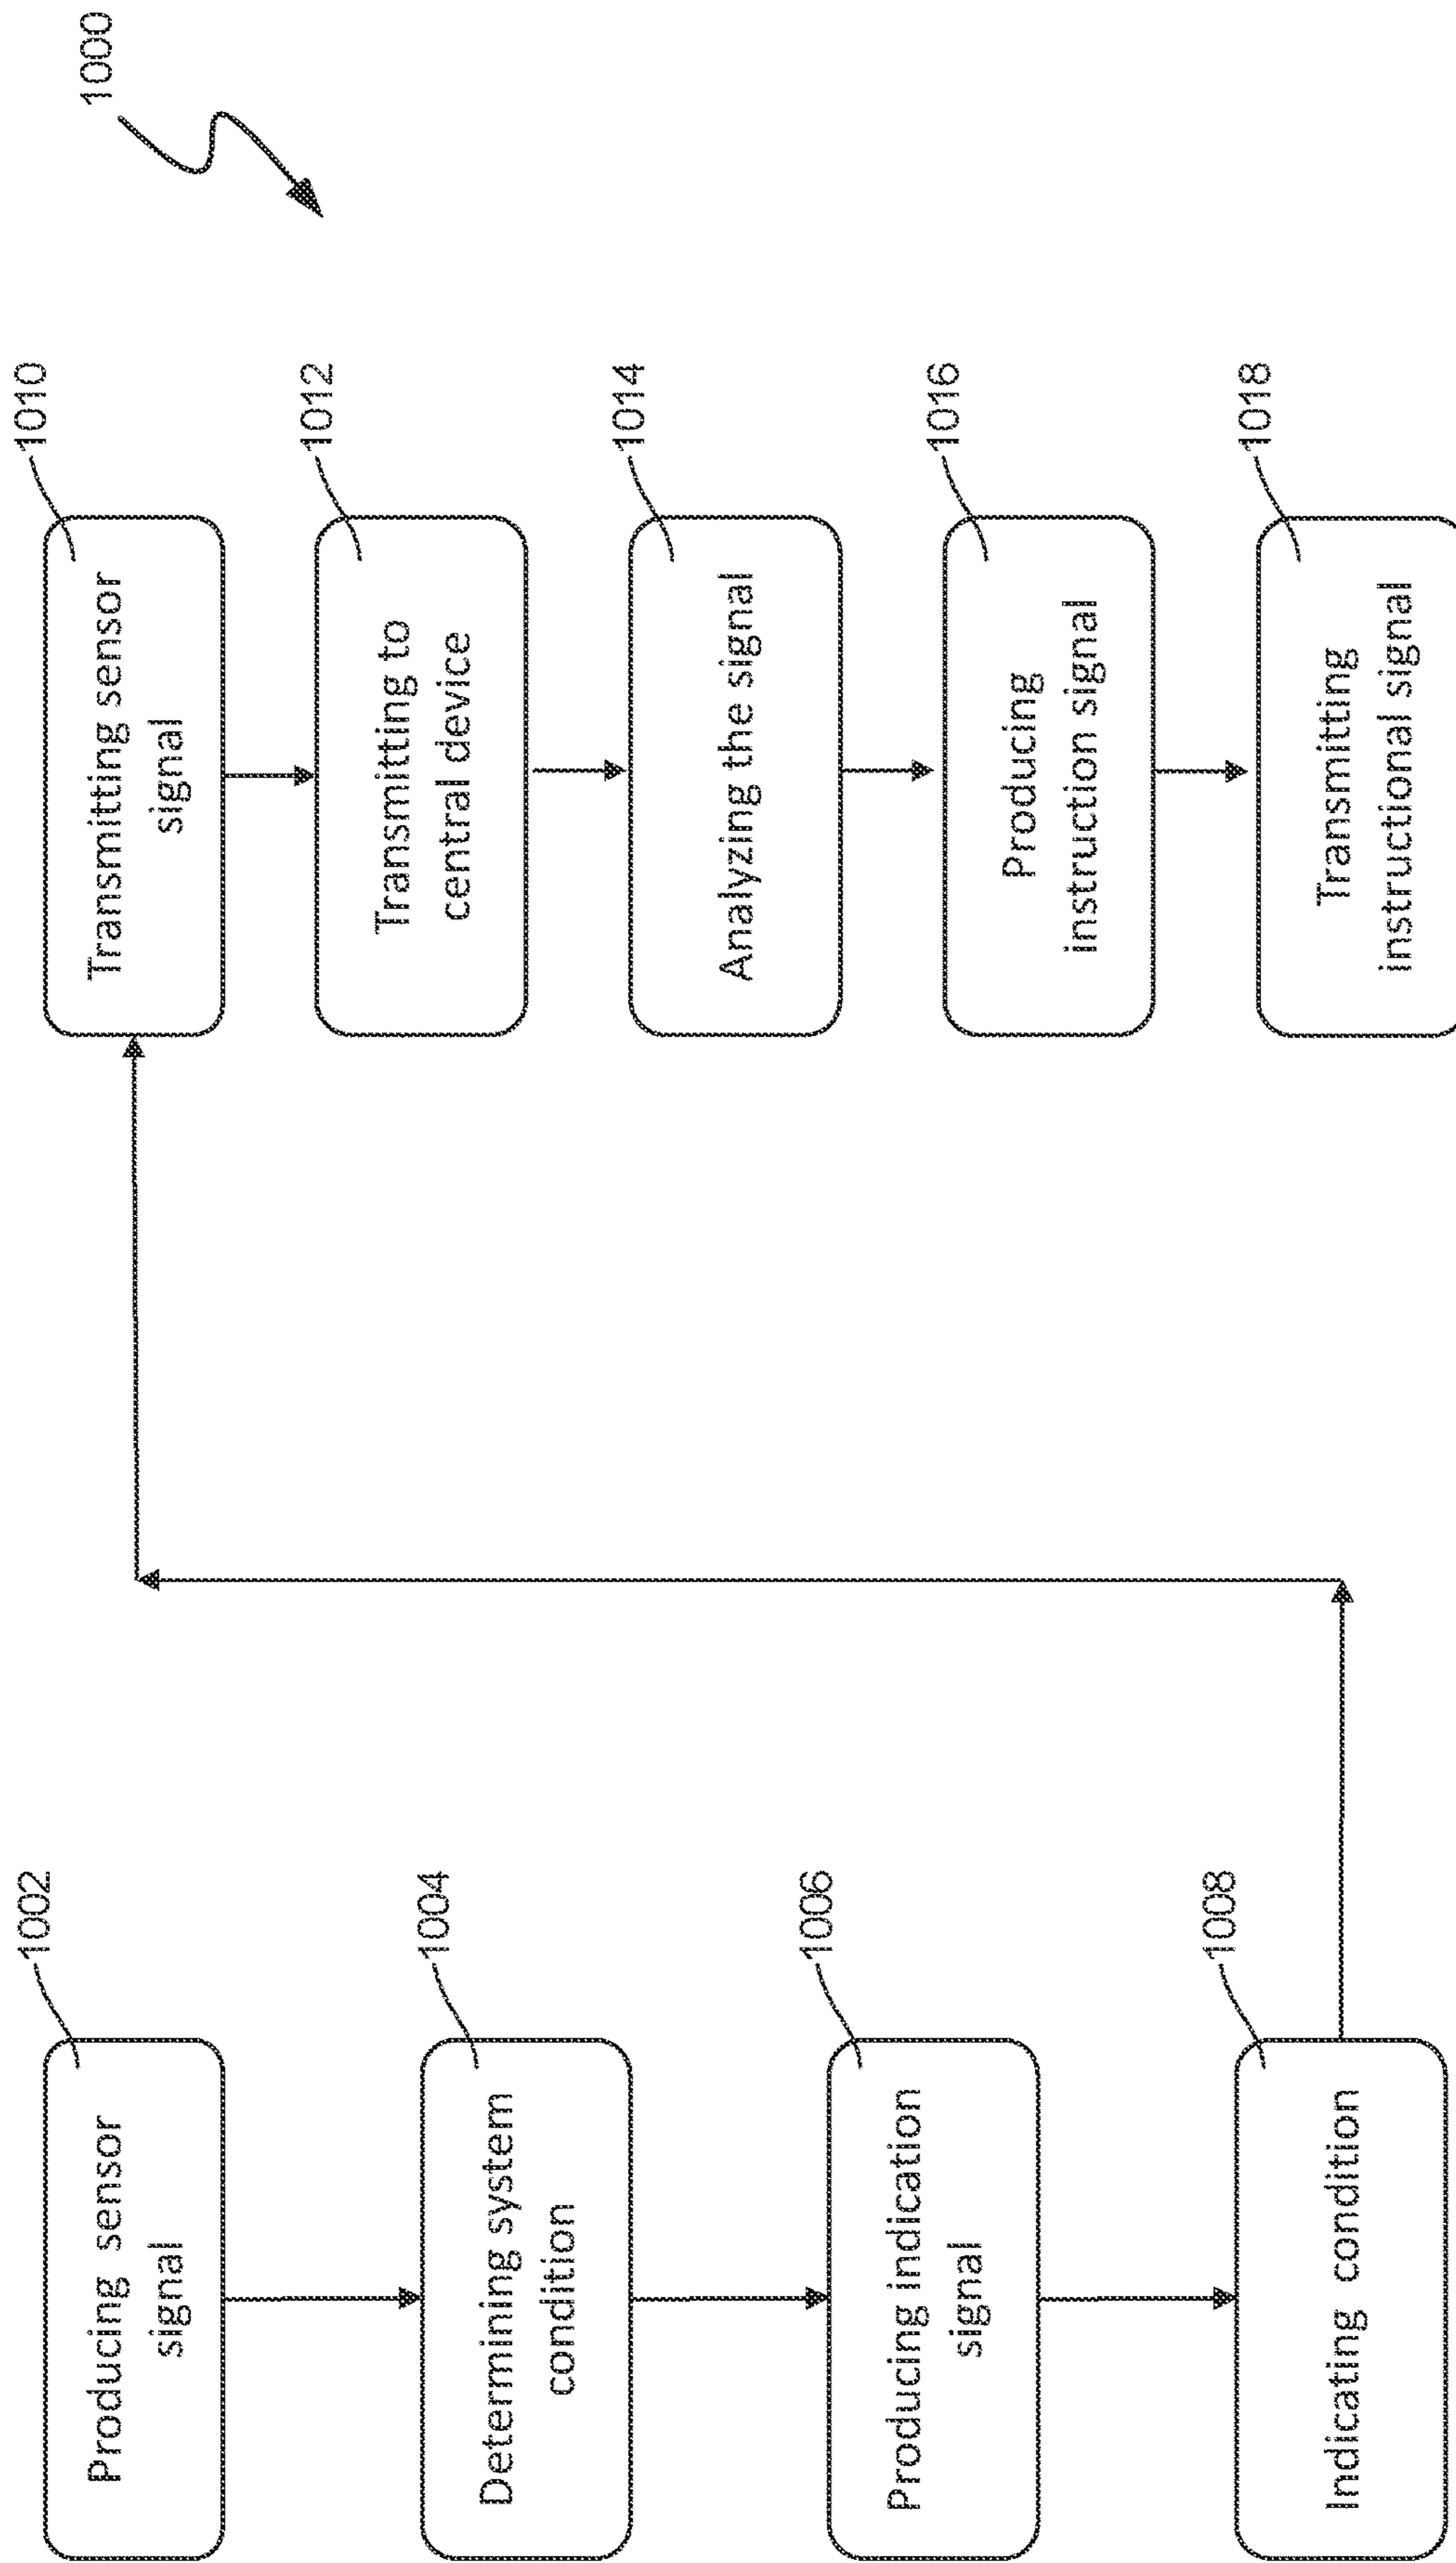 1000
1002
Producing sensor
signal
1004
Determining system
condition
1006
Producing indication
signal
1008
Indicating condition
1010
Transmitting sensor
signal
1012
Transmitting to
central device
1014
Analyzing the signal
1016
Producing
instruction signal
1018
Transmitting
instructional signal